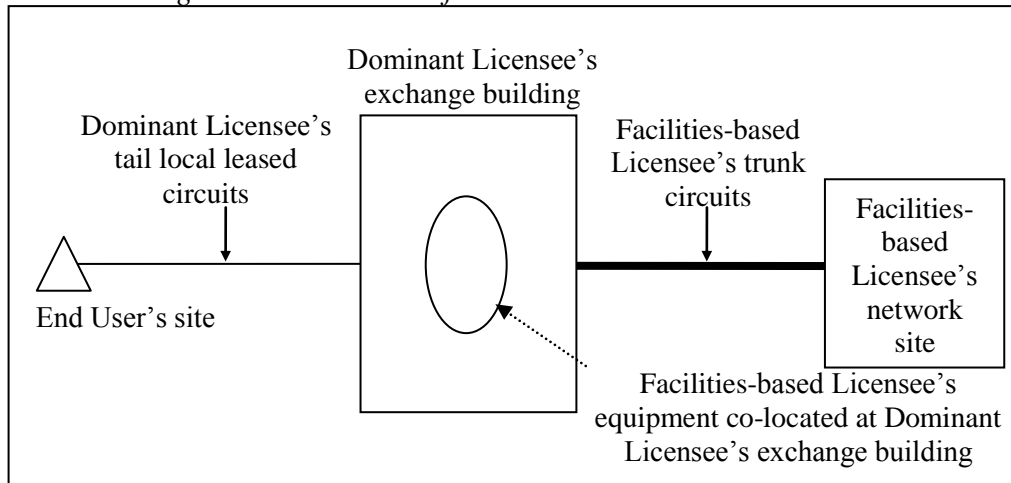 Dominant Licensee's
exchange building
Dominant Licensee's
tail local leased
circuits
Facilities-based
Licensee's trunk
circuits
Facilities-
based
Licensee's
network
site
End User's site
Facilities-based Licensee's
equipment co-located at Dominant
Licensee's exchange building